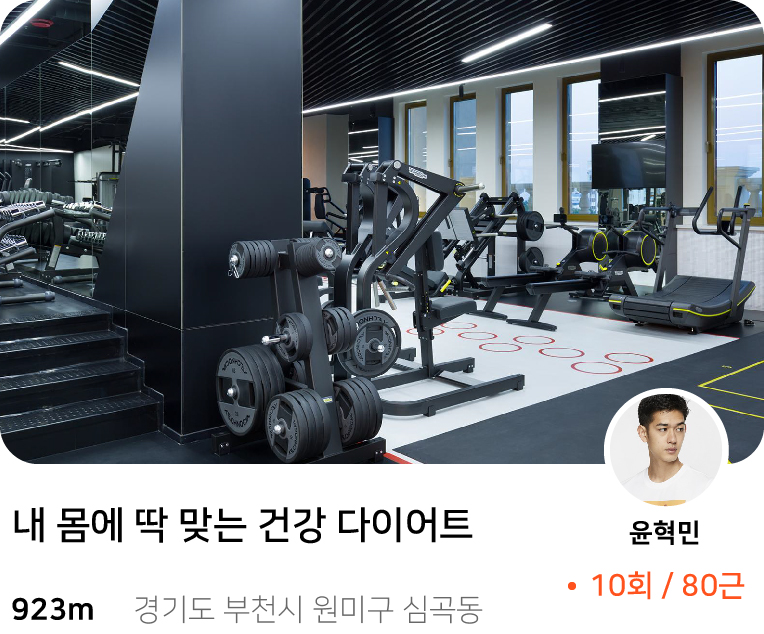 내 몸에 딱 맞는 건강 다이어트
윤혁민
923m 경기도 부천시 원미구 심곡동
• 10회 / 80근